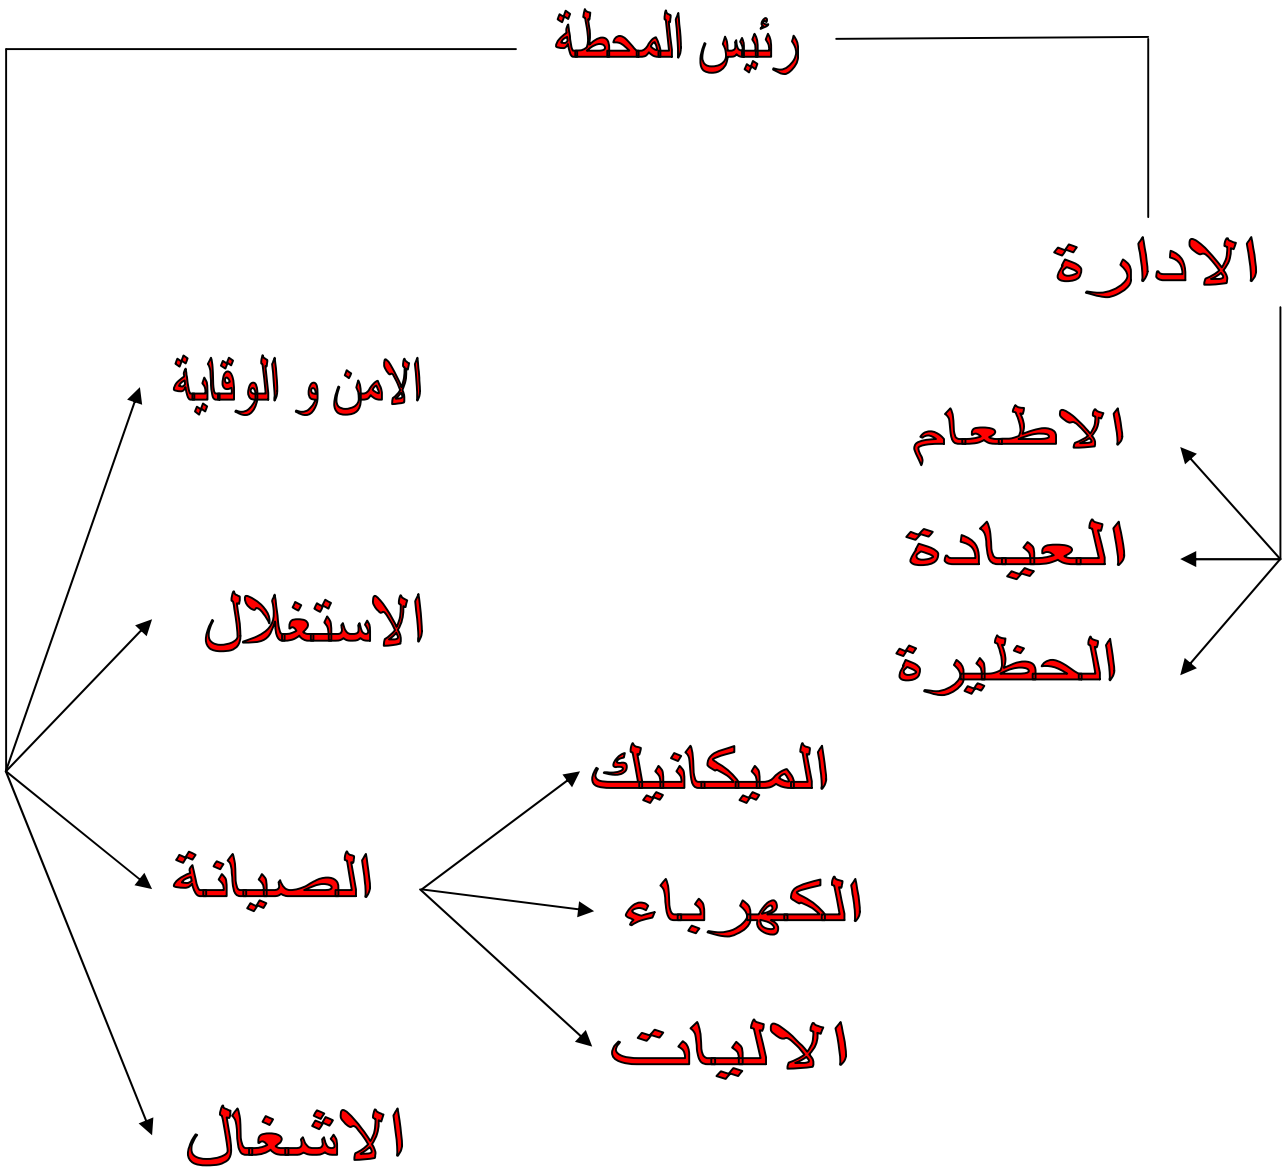 رئيس المحطة
الادارة
الاطعام
العيادة
الحظيرة
الامن و الوقاية
الاستغلال
الصيانة
الميكانيك
الكهرباء
الاليات
الاشغال